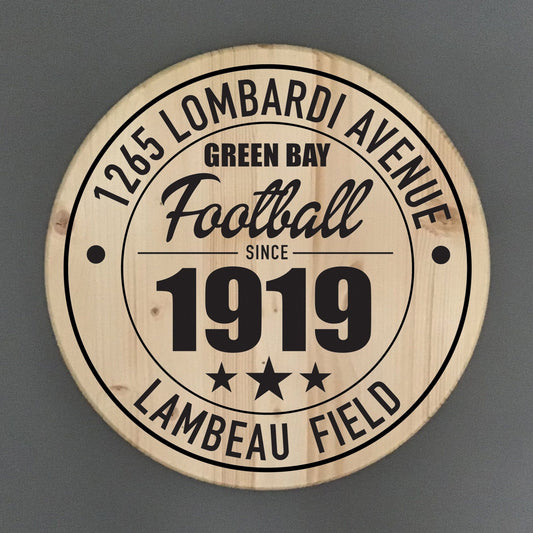 1265 LOMBARDI AVENUE
GREEN BAY
Football
SINCE
1919
LAMBEAU FIELD